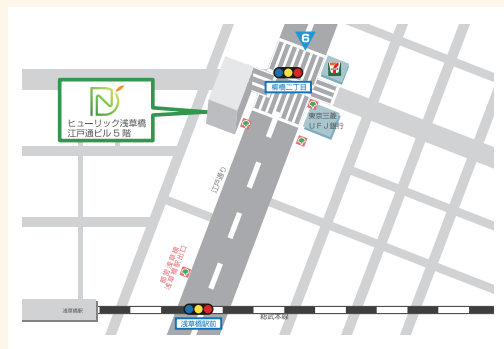 6
柳橋二丁目
ヒューリック浅草橋
江戸通ビル5階
東京三菱
UFJ銀行
江戸通り
都営浅草線
浅草橋駅出口
浅草橋駅
浅草橋駅前
総武本線